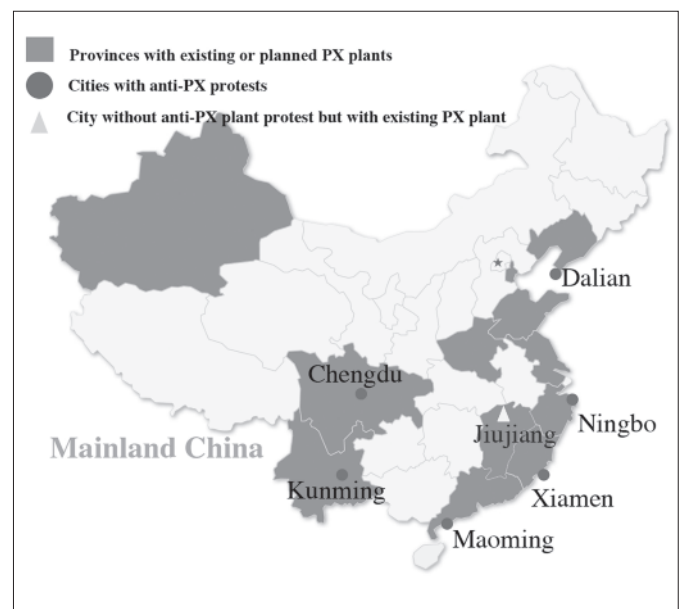 Provinces with existing or planned PX plants
Cities with anti-PX protests
City without anti-PX plant protest but with existing PX plant
Dalian
Chengdu
Ningbo
Jiujiang
Mainland China
Kunming
Xiamen
Maoming